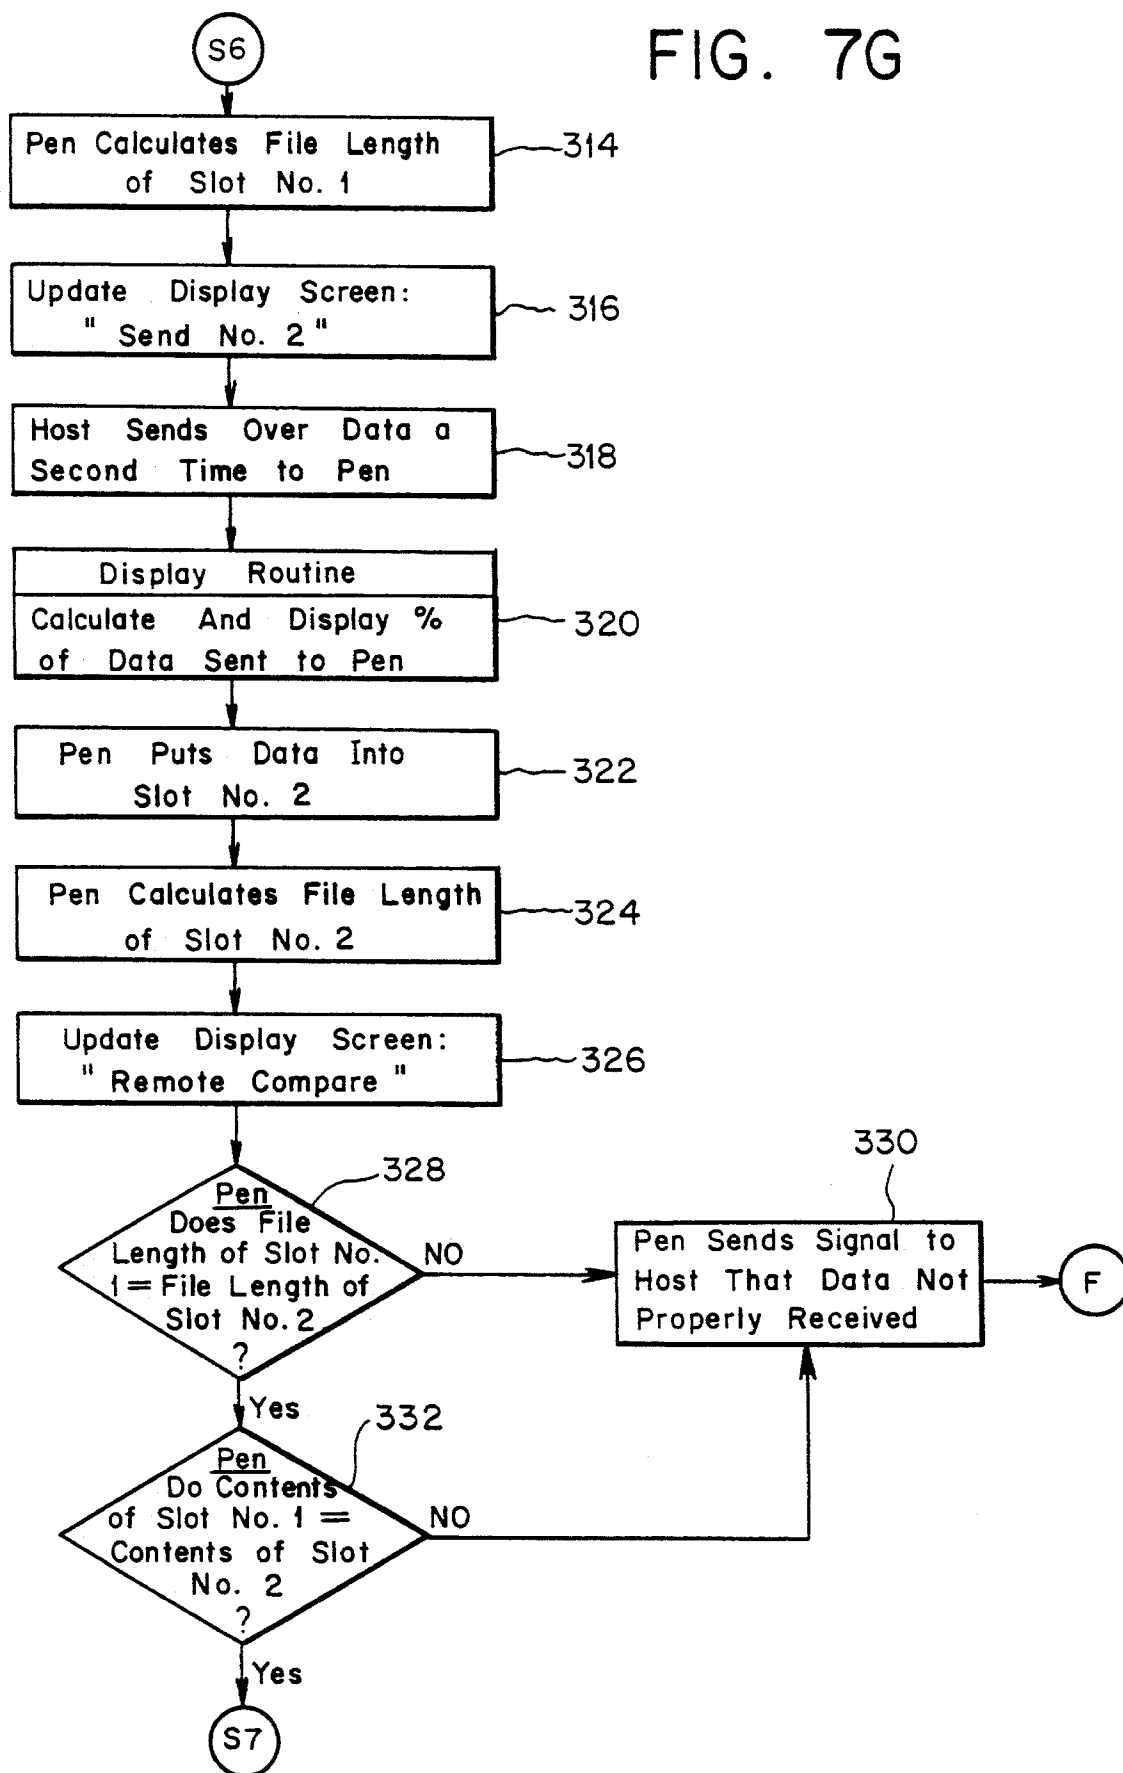 S6
FIG. 7G
Pen Calculates File Length
of Slot No. 1
314
Update Display Screen:
" Send No. 2 "
316
Host Sends Over Data a
Second Time to Pen
318
Display Routine
Calculate And Display %
of Data Sent to Pen
320
Pen Puts Data Into
Slot No. 2
322
Pen Calculates File Length
of Slot No. 2
324
Update Display Screen:
" Remote Compare "
326
328
Pen
Does File
Length of Slot No.
1 = File Length of
Slot No. 2
?
NO
330
Pen Sends Signal to
Host That Data Not
Properly Received
F
Yes
332
Pen
Do Contents
of Slot No. 1 =
Contents of Slot
No. 2
?
NO
Yes
S7